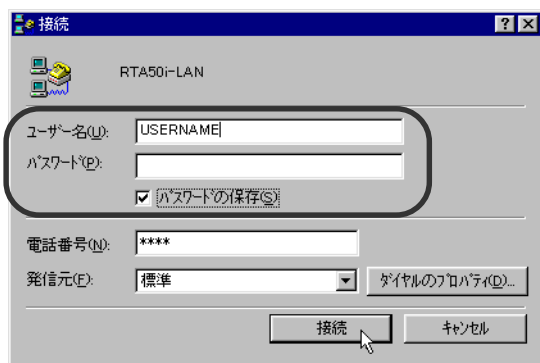 接続
RTA50i-LAN
ユーザー名(U): USERNAME
パスワード(P):
パスワードの保存(S)
電話番号(N): ****
発信元(F): 標準 ダイヤルのプロパティ(D)...
接続 キャンセル